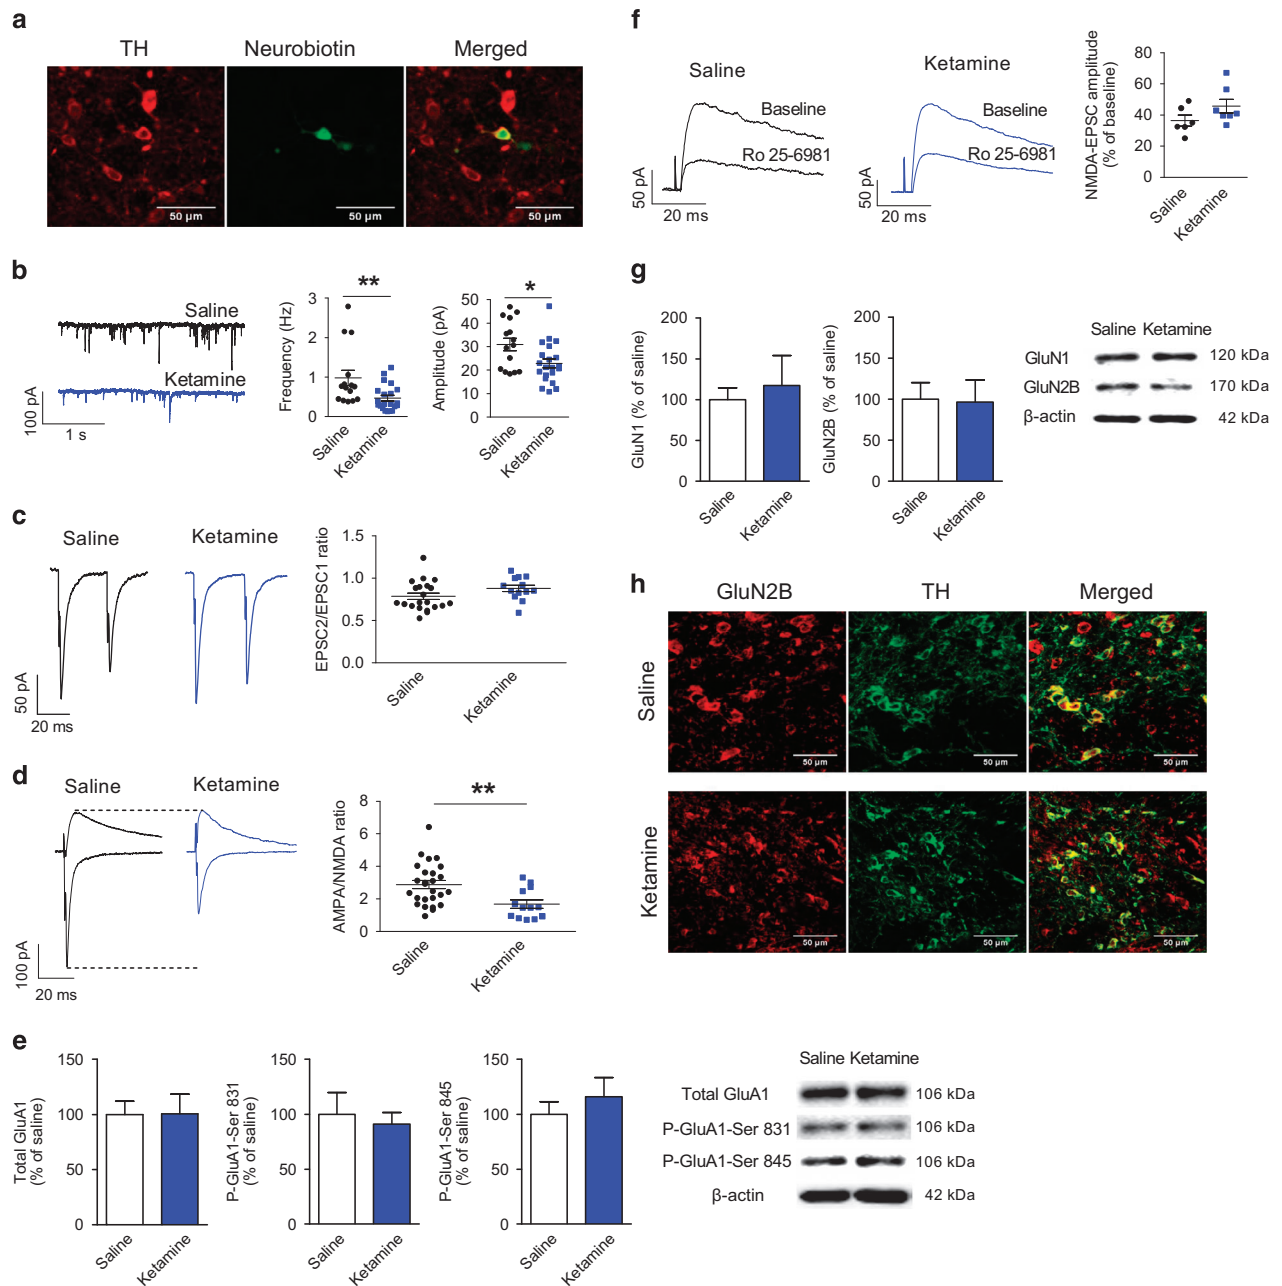 a
TH
Neurobiotin
Merged
50 µm
50 µm
50 µm
b
Saline
Ketamine
100 pA
1 s
Frequency (Hz)
3
2
1
0
**
Saline
Ketamine
Amplitude (pA)
50
40
30
20
10
0
*
Saline
Ketamine
c
Saline
Ketamine
50 pA
20 ms
EPSC2/EPSC1 ratio
1.5
1.0
0.5
0.0
Saline
Ketamine
d
Saline
Ketamine
100 pA
20 ms
AMPA/NMDA ratio
8
6
4
2
0
**
Saline
Ketamine
e
Total GluA1
(% of saline)
150
100
50
0
Saline
Ketamine
P-GluA1-Ser 831
(% of saline)
150
100
50
0
Saline
Ketamine
P-GluA1-Ser 845
(% of saline)
150
100
50
0
Saline
Ketamine
Saline Ketamine
Total GluA1 106 kDa
P-GluA1-Ser 831 106 kDa
P-GluA1-Ser 845 106 kDa
β-actin 42 kDa
f
Saline
Baseline
Ro 25-6981
50 pA
20 ms
Ketamine
Baseline
Ro 25-6981
50 pA
20 ms
NMDA-EPSC amplitude
(% of baseline)
80
60
40
20
0
Saline
Ketamine
g
GluN1 (% of saline)
200
150
100
50
0
Saline
Ketamine
GluN2B (% of saline)
200
150
100
50
0
Saline
Ketamine
Saline Ketamine
GluN1 120 kDa
GluN2B 170 kDa
β-actin 42 kDa
h
GluN2B
TH
Merged
Saline
50 µm
50 µm
50 µm
Ketamine
50 µm
50 µm
50 µm